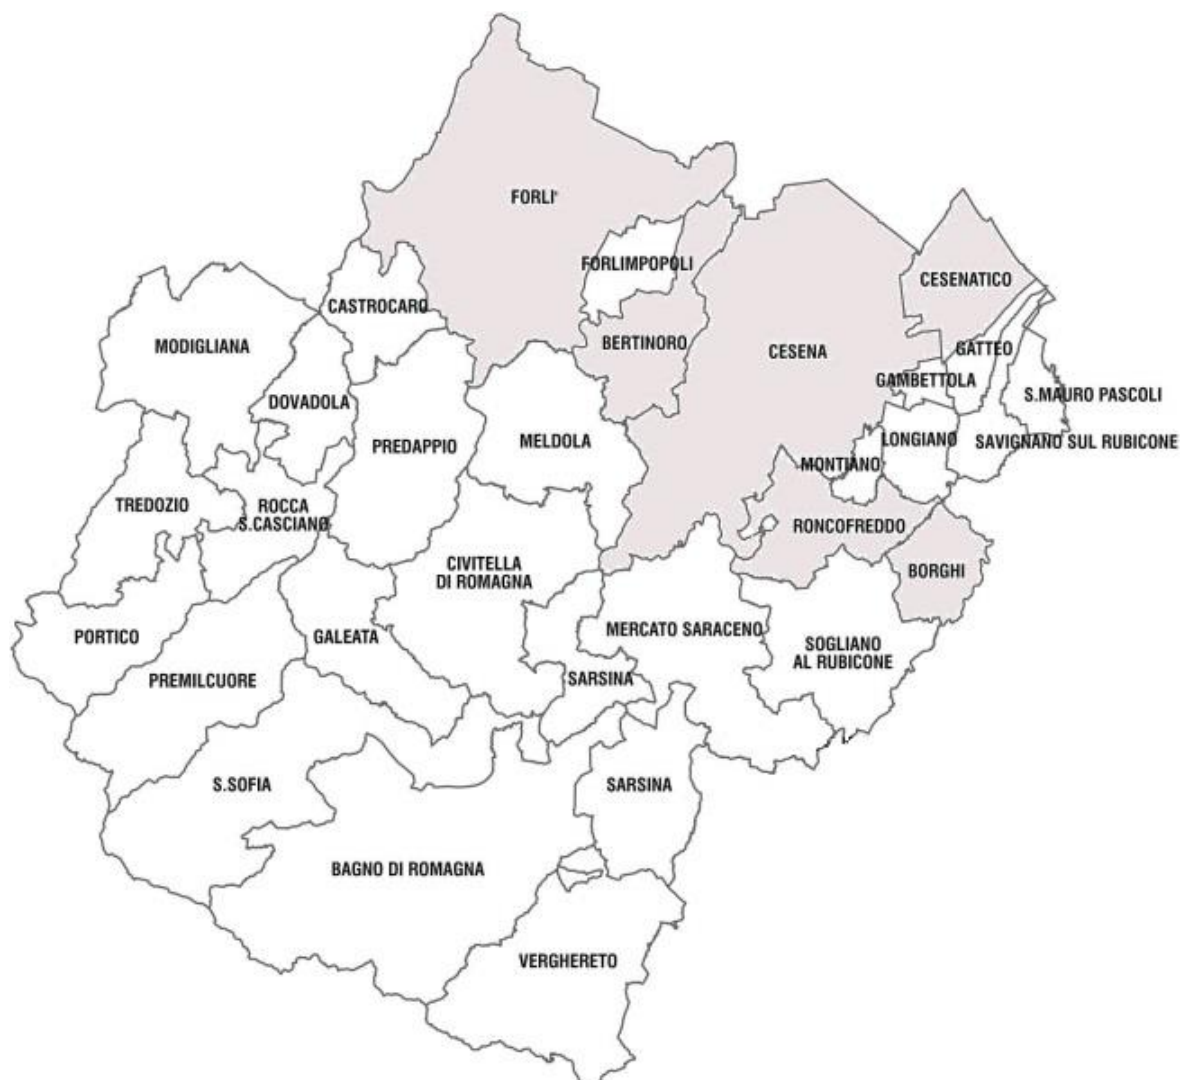 FORLI'
FORLIMPOPOLI
CESENATICO
CASTROCARO
MODIGLIANA
BERTINORO
CESENA
GATTEO
GAMBETTOLA
S.MAURO PASCOLI
DOVADOLA
PREDAPPIO
MELDOLA
LONGIANO
SAVIGNANO SUL RUBICONE
MONTIANO
TREDOZIO
ROCCA
S.CASCIANO
RONCOFREDDO
CIVITELLA
DI ROMAGNA
BORGHI
PORTICO
GALEATA
MERCATO SARACENO
SOGLIANO
AL RUBICONE
PREMILCUORE
SARSINA
S.SOFIA
SARSINA
BAGNO DI ROMAGNA
VERGHERETO